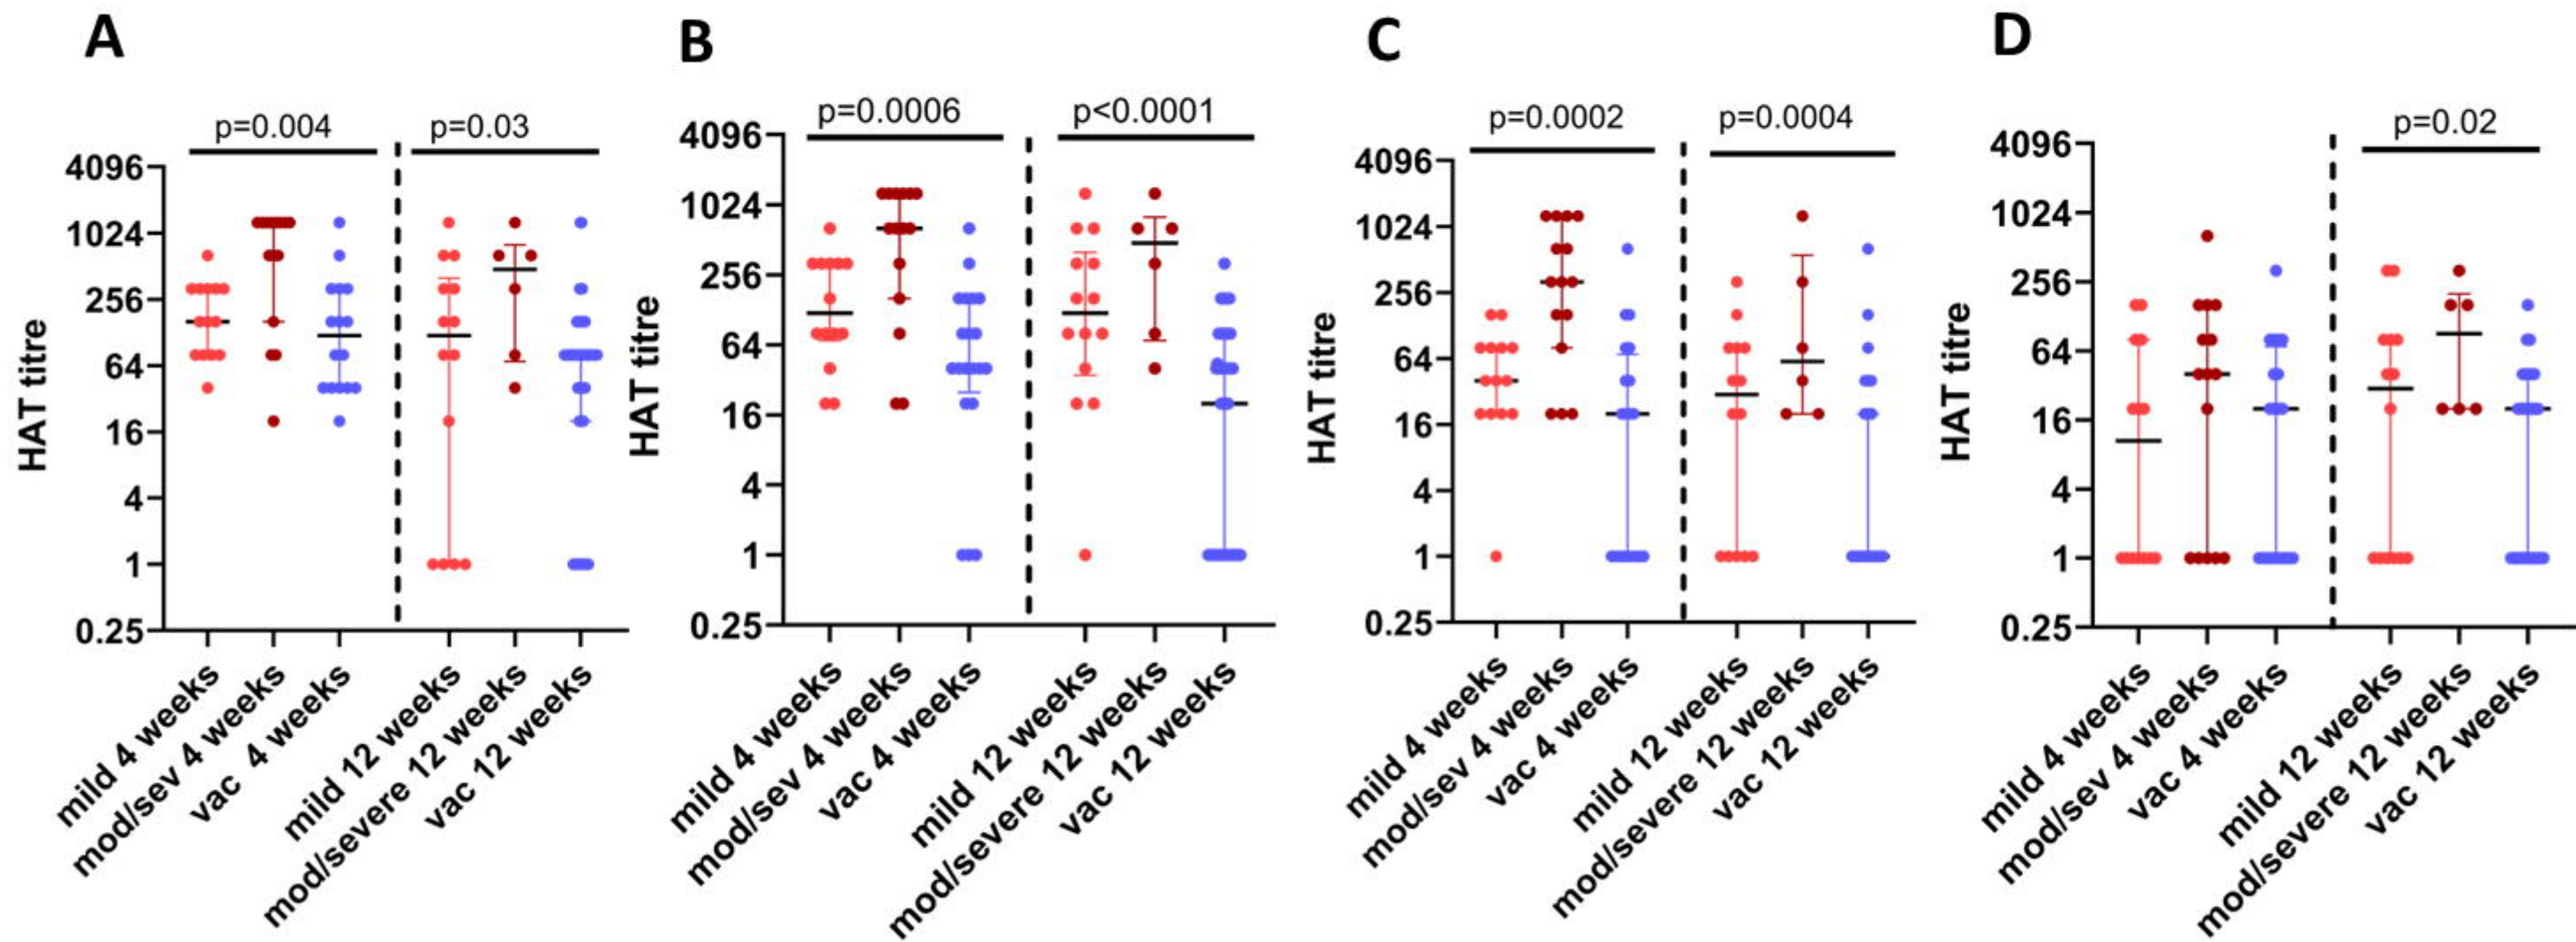 A
p=0.004
p=0.03
4096
1024
256
64
16
4
1
0.25
HAT titre
mild 4 weeks
mod/sev 4 weeks
vac 4 weeks
mild 12 weeks
mod/severe 12 weeks
vac 12 weeks
B
p=0.0006
p<0.0001
4096
1024
256
64
16
4
1
0.25
HAT titre
mild 4 weeks
mod/sev 4 weeks
vac 4 weeks
mild 12 weeks
mod/severe 12 weeks
vac 12 weeks
C
p=0.0002
p=0.0004
4096
1024
256
64
16
4
1
0.25
HAT titre
mild 4 weeks
mod/sev 4 weeks
vac 4 weeks
mild 12 weeks
mod/severe 12 weeks
vac 12 weeks
D
p=0.02
4096
1024
256
64
16
4
1
0.25
HAT titre
mild 4 weeks
mod/sev 4 weeks
vac 4 weeks
mild 12 weeks
mod/severe 12 weeks
vac 12 weeks